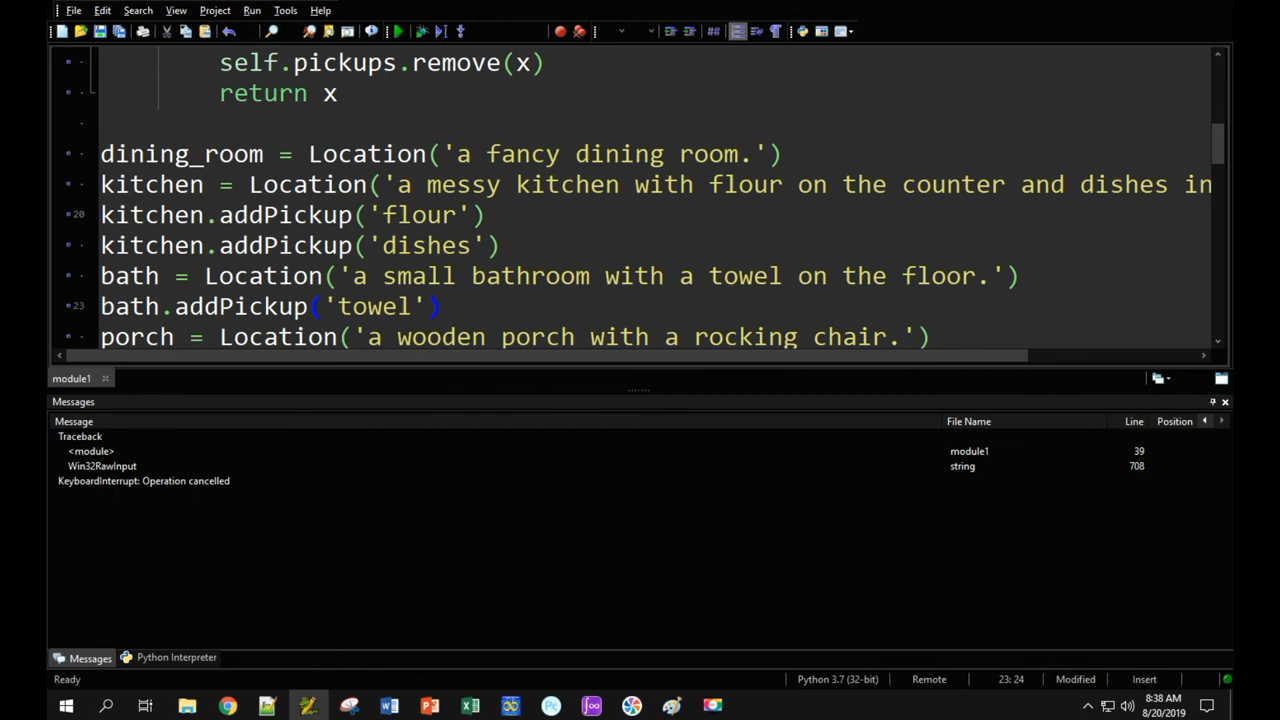 File Edit Search View Project Run Tools Help
self.pickups.remove(x)
return x
dining_room = Location('a fancy dining room.')
kitchen = Location('a messy kitchen with flour on the counter and dishes in
20 kitchen.addPickup('flour')
kitchen.addPickup('dishes')
bath = Location('a small bathroom with a towel on the floor.')
23 bath.addPickup('towel')
porch = Location('a wooden porch with a rocking chair.')
module1
Messages
Message File Name Line Position
Traceback
<module> module1 39
Win32RawInput string 708
KeyboardInterrupt: Operation cancelled
Messages Python Interpreter
Ready Python 3.7 (32-bit) Remote 23: 24 Modified Insert
8:38 AM
8/20/2019